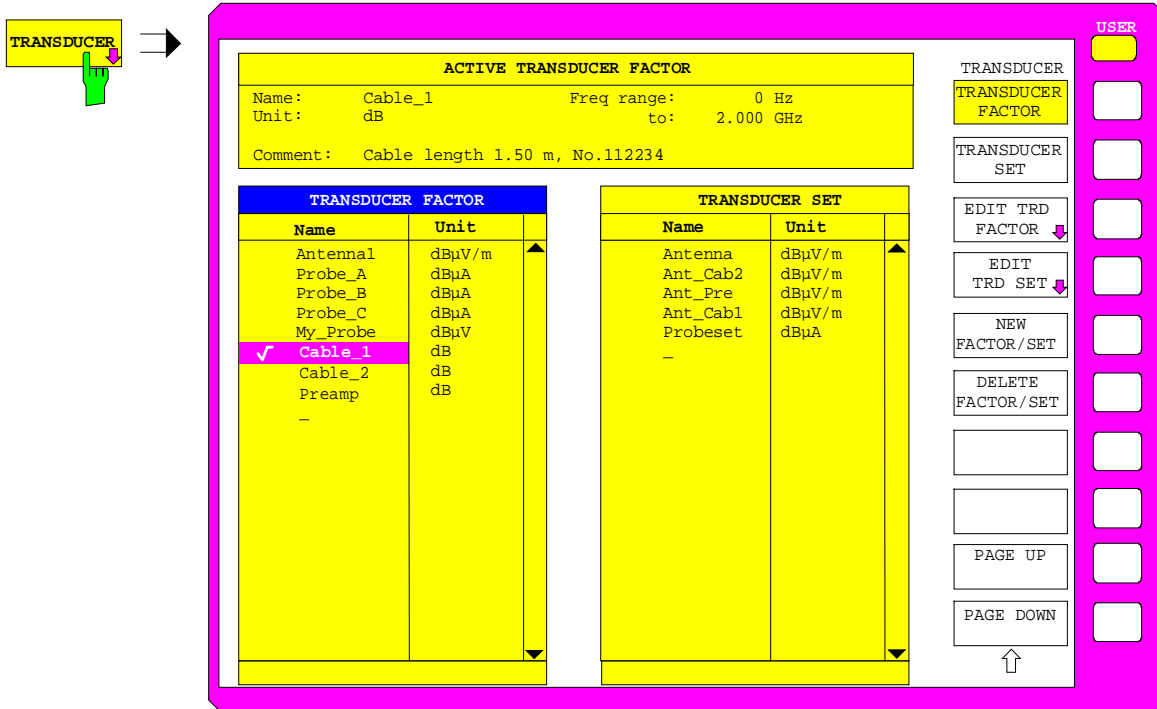 TRANSDUCER
USER
ACTIVE TRANSDUCER FACTOR
Name: Cable_1 Freq range: 0 Hz
Unit: dB to: 2.000 GHz
Comment: Cable length 1.50 m, No.112234
TRANSDUCER FACTOR
Name Unit
Antenna1 dBµV/m
Probe_A dBµA
Probe_B dBµA
Probe_C dBµA
My_Probe dBµV
√ Cable_1 dB
Cable_2 dB
Preamp dB
_
TRANSDUCER SET
Name Unit
Antenna dBµV/m
Ant_Cab2 dBµV/m
Ant_Pre dBµV/m
Ant_Cab1 dBµV/m
Probeset dBµA
_
TRANSDUCER
TRANSDUCER
FACTOR
TRANSDUCER
SET
EDIT TRD
FACTOR
EDIT
TRD SET
NEW
FACTOR/SET
DELETE
FACTOR/SET
PAGE UP
PAGE DOWN